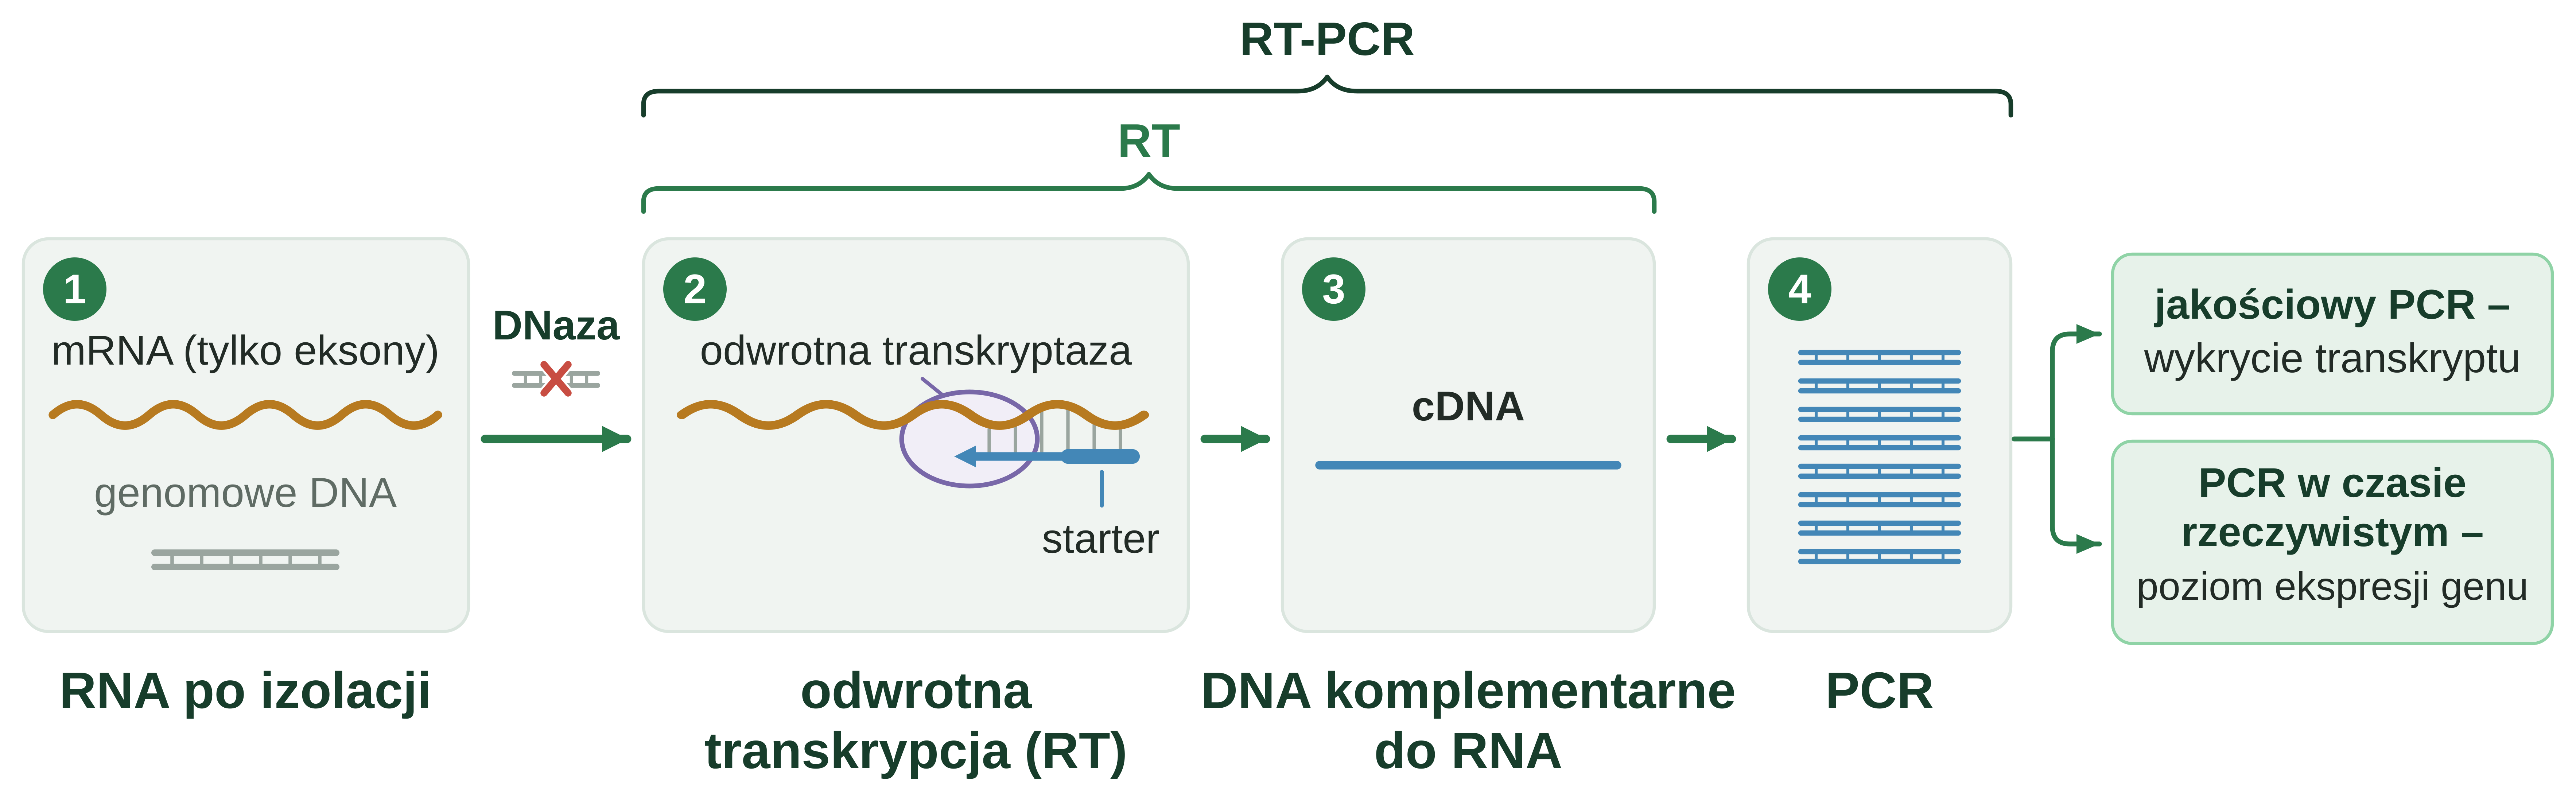 RT-PCR
RT
1
mRNA (tylko eksony)
genomowe DNA
RNA po izolacji
DNaza
2
odwrotna transkryptaza
starter
odwrotna
transkrypcja (RT)
3
cDNA
DNA komplementarne
do RNA
4
PCR
jakościowy PCR –
wykrycie transkryptu
PCR w czasie
rzeczywistym –
poziom ekspresji genu